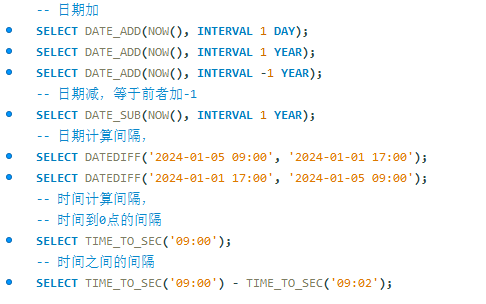 -- 日期加
SELECT DATE_ADD(NOW(), INTERVAL 1 DAY);
SELECT DATE_ADD(NOW(), INTERVAL 1 YEAR);
SELECT DATE_ADD(NOW(), INTERVAL -1 YEAR);
-- 日期减，等于前者加-1
SELECT DATE_SUB(NOW(), INTERVAL 1 YEAR);
-- 日期计算间隔，
SELECT DATEDIFF('2024-01-05 09:00', '2024-01-01 17:00');
SELECT DATEDIFF('2024-01-01 17:00', '2024-01-05 09:00');
-- 时间计算间隔，
-- 时间到0点的间隔
SELECT TIME_TO_SEC('09:00');
-- 时间之间的间隔
SELECT TIME_TO_SEC('09:00') - TIME_TO_SEC('09:02');